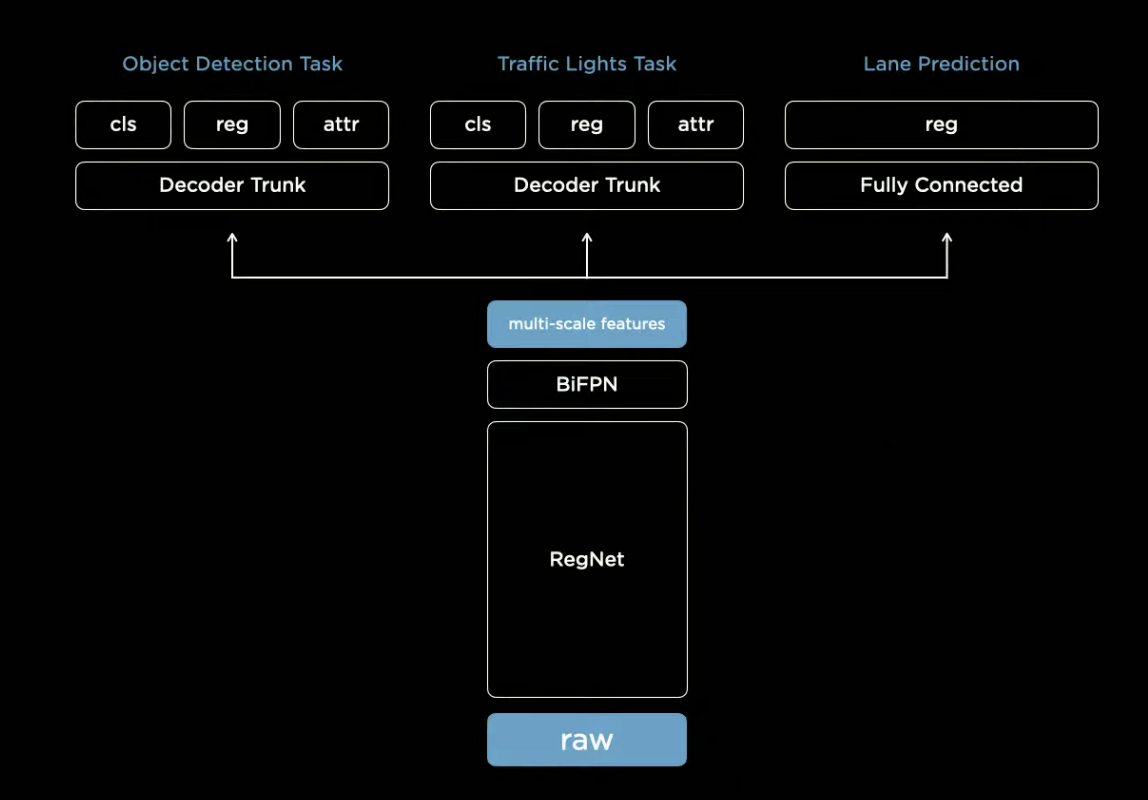 Object Detection Task
Traffic Lights Task
Lane Prediction
cls
reg
attr
cls
reg
attr
reg
Decoder Trunk
Decoder Trunk
Fully Connected
multi-scale features
BiFPN
RegNet
raw